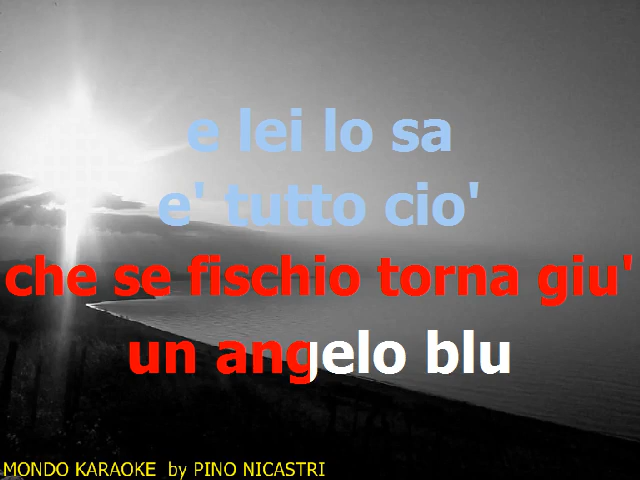 e lei lo sa
e' tutto cio'
che se fischio torna giu'
un angelo blu
MONDO KARAOKE by PINO NICASTRI